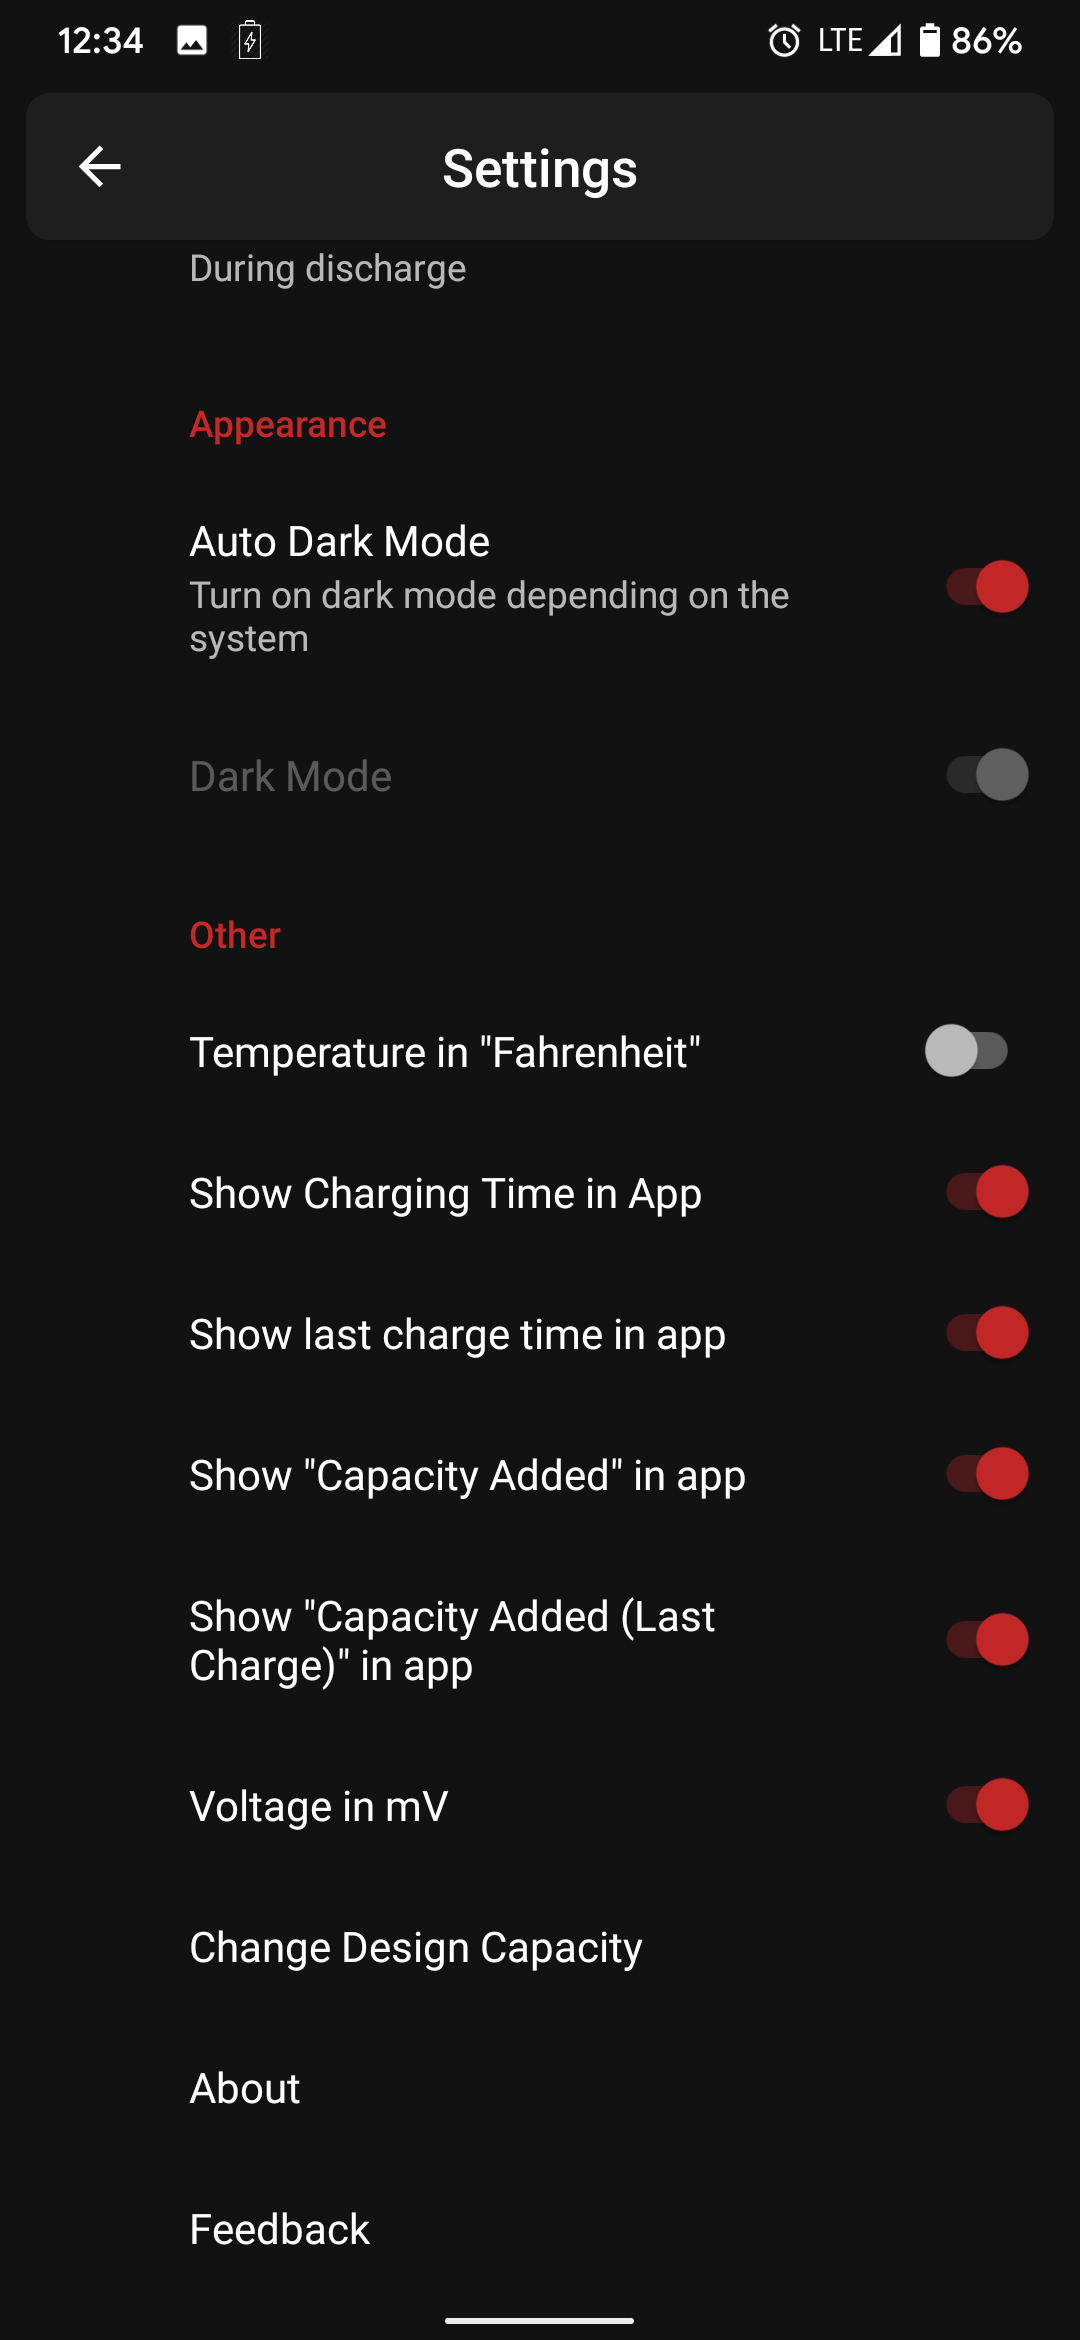 12:34 LTE 86%
Settings
During discharge
Appearance
Auto Dark Mode
Turn on dark mode depending on the
system
Dark Mode
Other
Temperature in "Fahrenheit"
Show Charging Time in App
Show last charge time in app
Show "Capacity Added" in app
Show "Capacity Added (Last
Charge)" in app
Voltage in mV
Change Design Capacity
About
Feedback